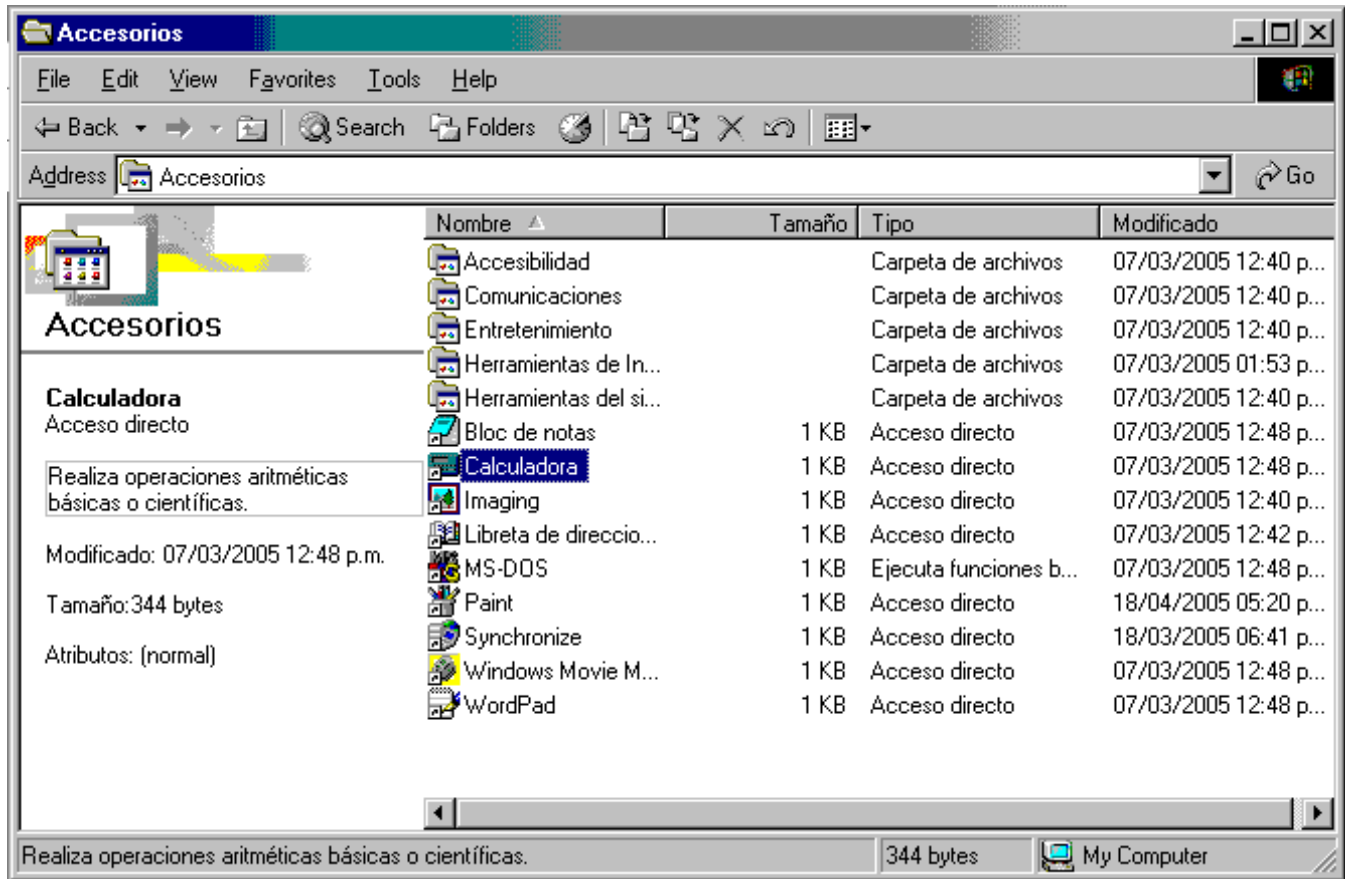 Accesorios
File Edit View Favorites Tools Help
Back Search Folders
Address Accesorios Go
Accesorios
Calculadora
Acceso directo
Realiza operaciones aritméticas
básicas o científicas.
Modificado: 07/03/2005 12:48 p.m.
Tamaño:344 bytes
Atributos: (normal)
Nombre Tamaño Tipo Modificado
Accesibilidad Carpeta de archivos 07/03/2005 12:40 p...
Comunicaciones Carpeta de archivos 07/03/2005 12:40 p...
Entretenimiento Carpeta de archivos 07/03/2005 12:40 p...
Herramientas de In... Carpeta de archivos 07/03/2005 01:53 p...
Herramientas del si... Carpeta de archivos 07/03/2005 12:40 p...
Bloc de notas 1 KB Acceso directo 07/03/2005 12:48 p...
Calculadora 1 KB Acceso directo 07/03/2005 12:48 p...
Imaging 1 KB Acceso directo 07/03/2005 12:40 p...
Libreta de direccio... 1 KB Acceso directo 07/03/2005 12:42 p...
MS-DOS 1 KB Ejecuta funciones b... 07/03/2005 12:48 p...
Paint 1 KB Acceso directo 18/04/2005 05:20 p...
Synchronize 1 KB Acceso directo 18/03/2005 06:41 p...
Windows Movie M... 1 KB Acceso directo 07/03/2005 12:48 p...
WordPad 1 KB Acceso directo 07/03/2005 12:48 p...
Realiza operaciones aritméticas básicas o científicas. 344 bytes My Computer